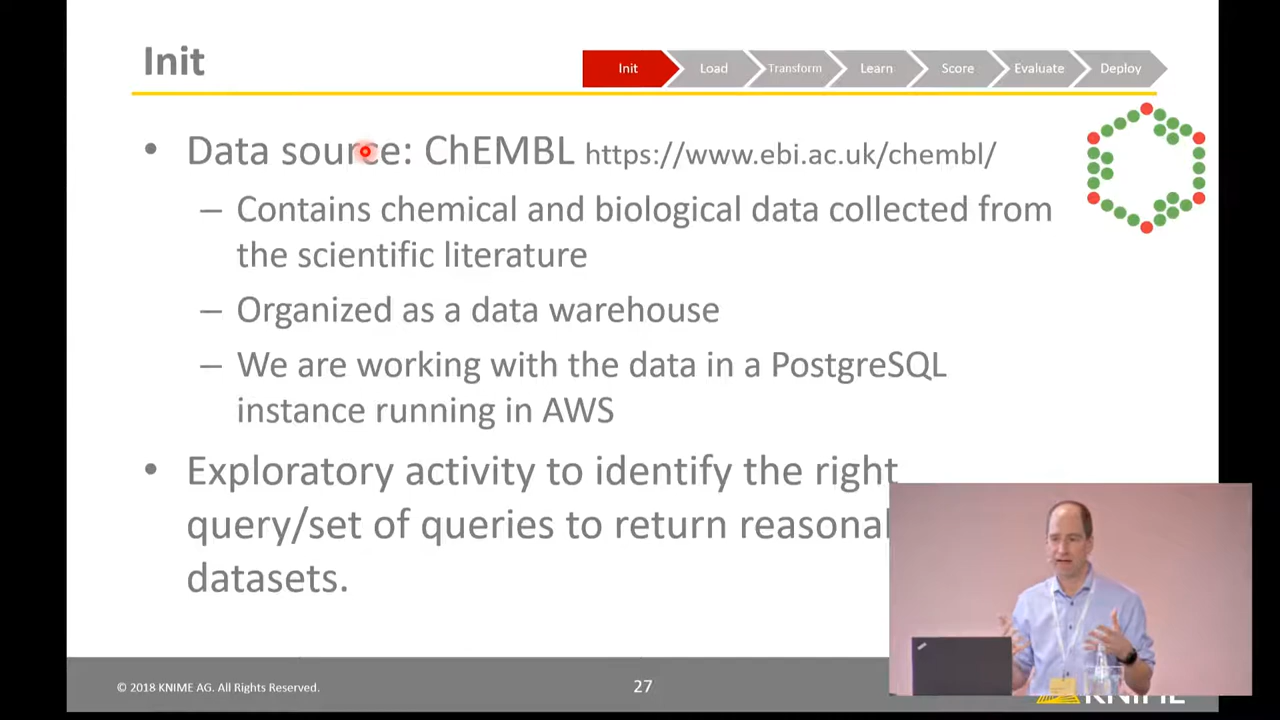 Init
Init Load Transform Learn Score Evaluate Deploy
• Data source: ChEMBL https://www.ebi.ac.uk/chembl/
– Contains chemical and biological data collected from
the scientific literature
– Organized as a data warehouse
– We are working with the data in a PostgreSQL
instance running in AWS
• Exploratory activity to identify the right
query/set of queries to return
datasets.
© 2018 KNIME AG. All Rights Reserved.
27
KNIME